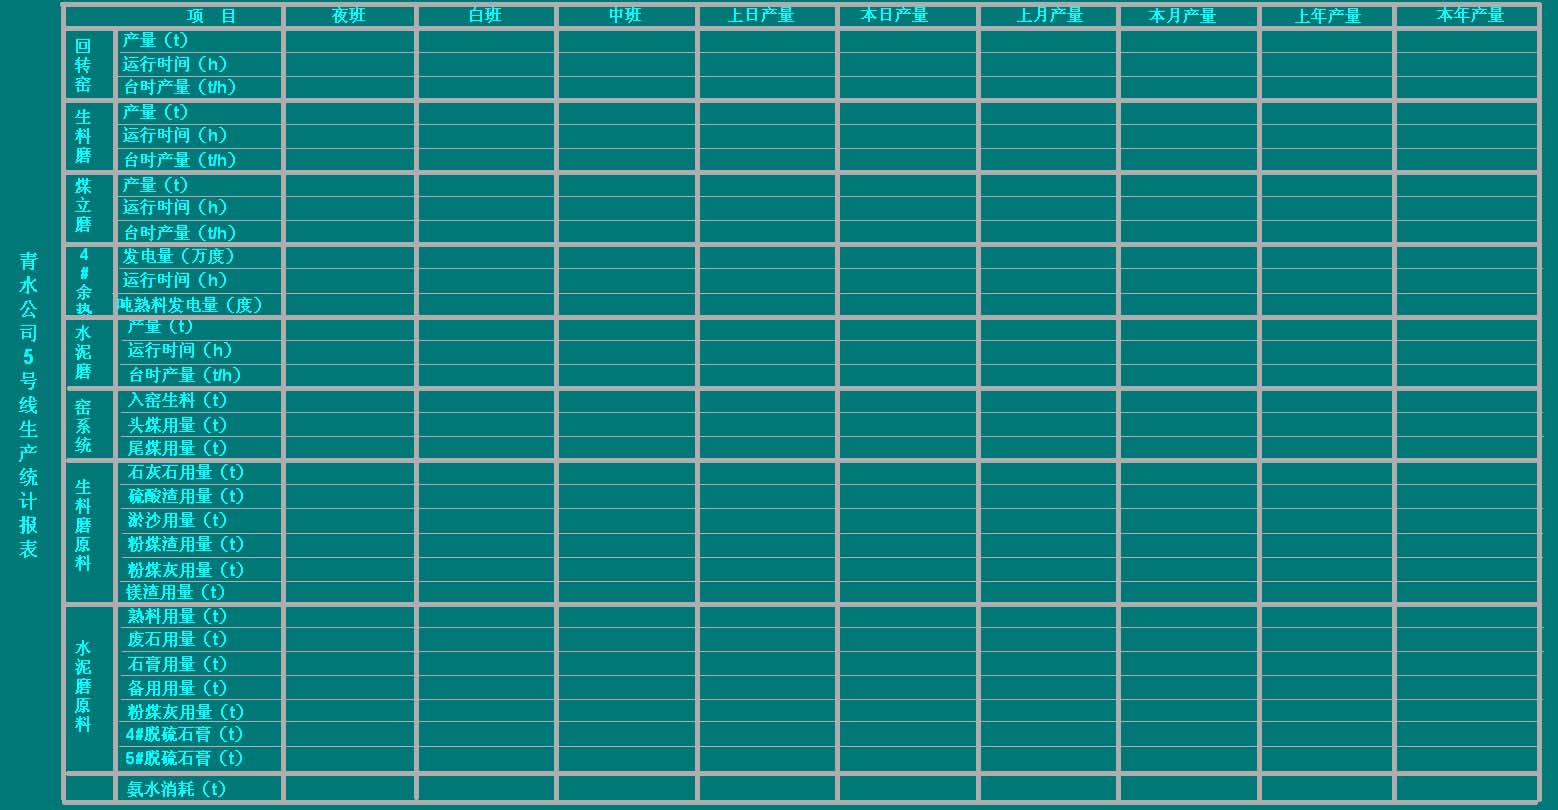 青水公司5号线生产统计报表
项 目 夜班 白班 中班 上日产量 本日产量 上月产量 本月产量 上年产量 本年产量
回转窑
产量（t）
运行时间（h）
台时产量（t/h）
生料磨
产量（t）
运行时间（h）
台时产量（t/h）
煤立磨
产量（t）
运行时间（h）
台时产量（t/h）
4#余热
发电量（万度）
运行时间（h）
吨熟料发电量（度）
水泥磨
产量（t）
运行时间（h）
台时产量（t/h）
窑系统
入窑生料（t）
头煤用量（t）
尾煤用量（t）
生料磨原料
石灰石用量（t）
硫酸渣用量（t）
淤沙用量（t）
粉煤渣用量（t）
粉煤灰用量（t）
镁渣用量（t）
水泥磨原料
熟料用量（t）
废石用量（t）
石膏用量（t）
备用用量（t）
粉煤灰用量（t）
4#脱硫石膏（t）
5#脱硫石膏（t）
氨水消耗（t）